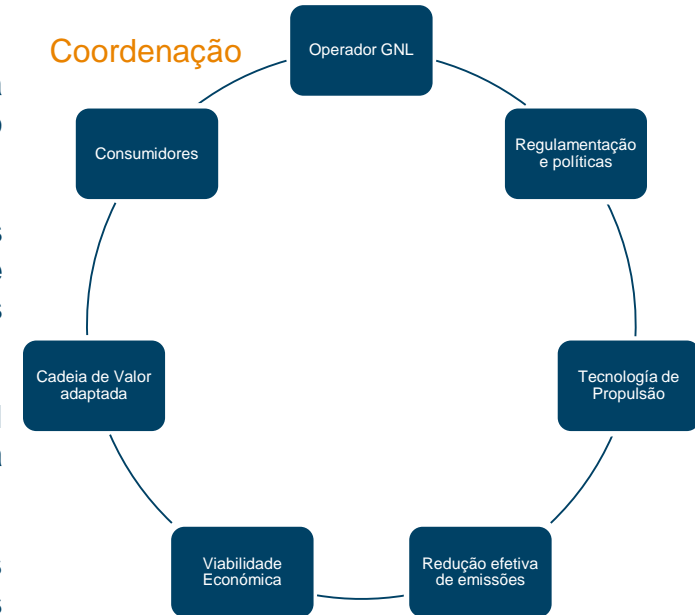 Coordenação
Operador GNL
Regulamentação
e políticas
Tecnología de
Propulsão
Redução efetiva
de emissões
Viabilidade
Económica
Cadeia de Valor
adaptada
Consumidores